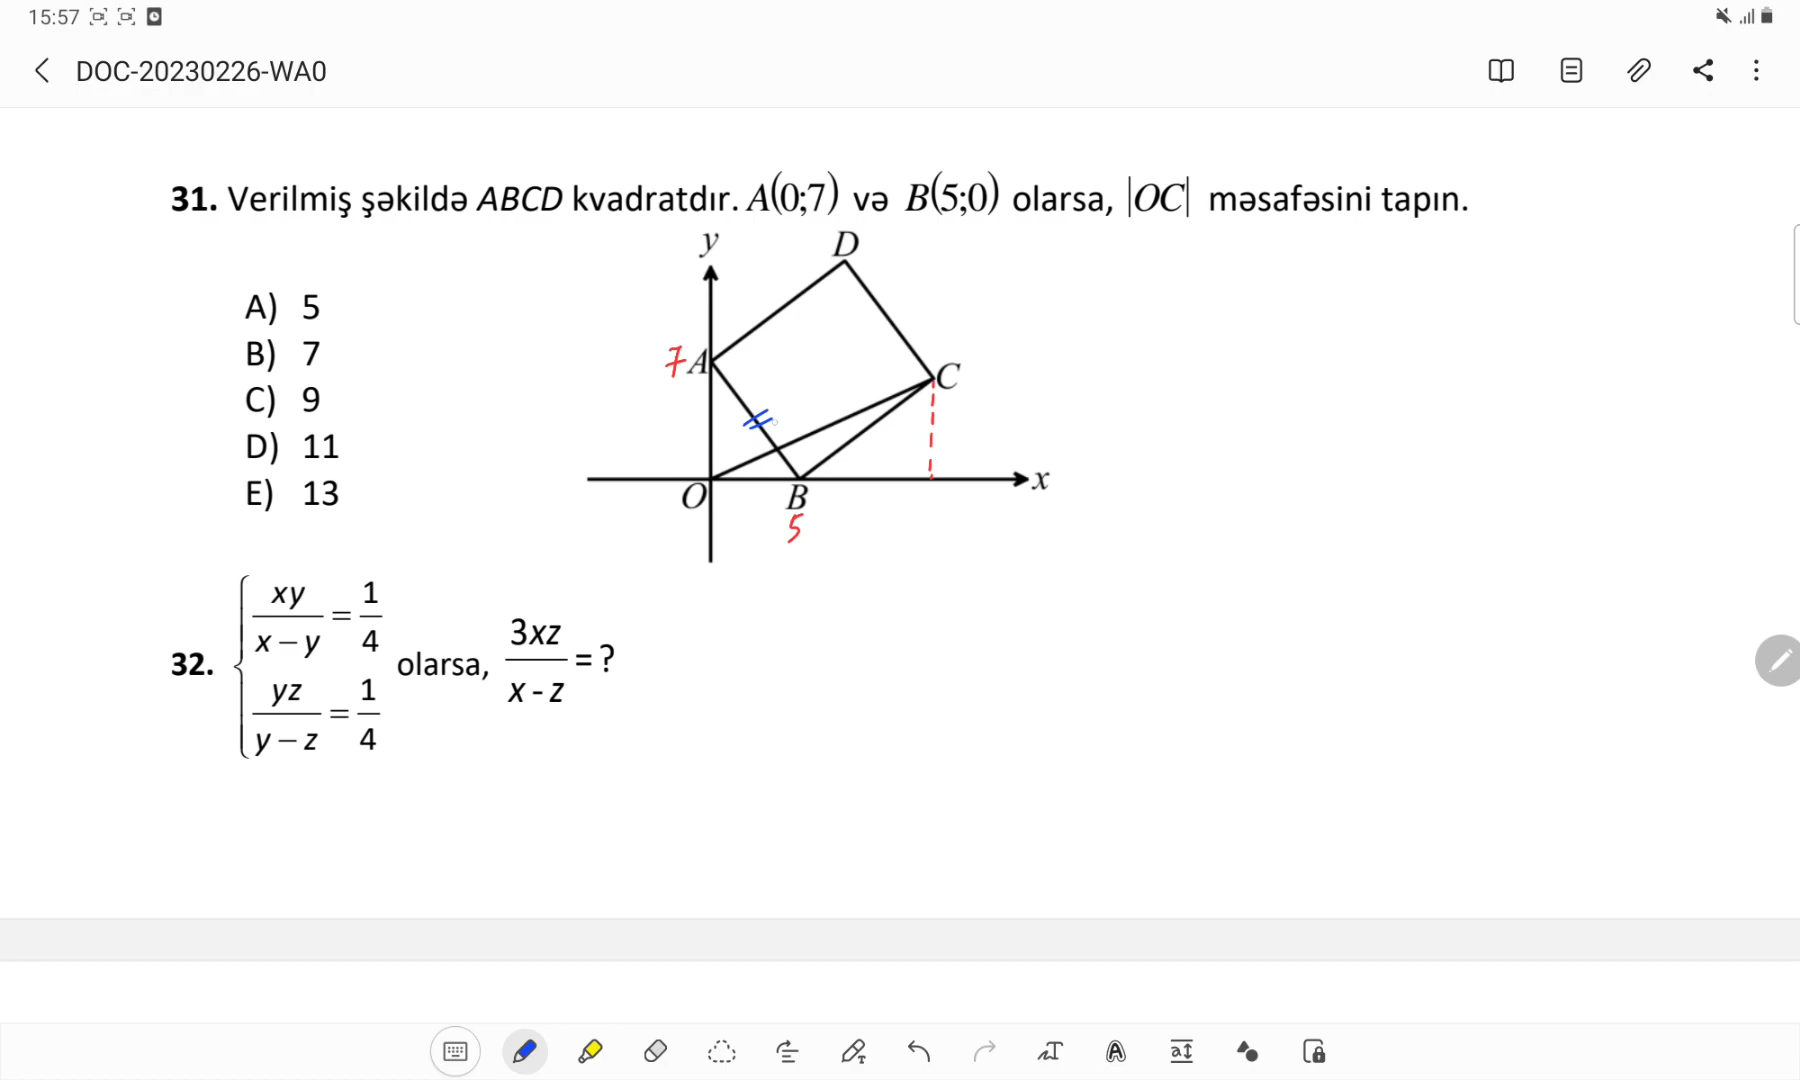 15:57
DOC-20230226-WA0
31. Verilmiş şəkildə ABCD kvadratdır. A(0;7) və B(5;0) olarsa, |OC| məsafəsini tapın.
y
D
A) 5
B) 7
C) 9
D) 11
E) 13
7 A
C
O
B
x
5
32. { xy/(x – y) = 1/4
yz/(y – z) = 1/4
olarsa, 3xz/(x - z) = ?